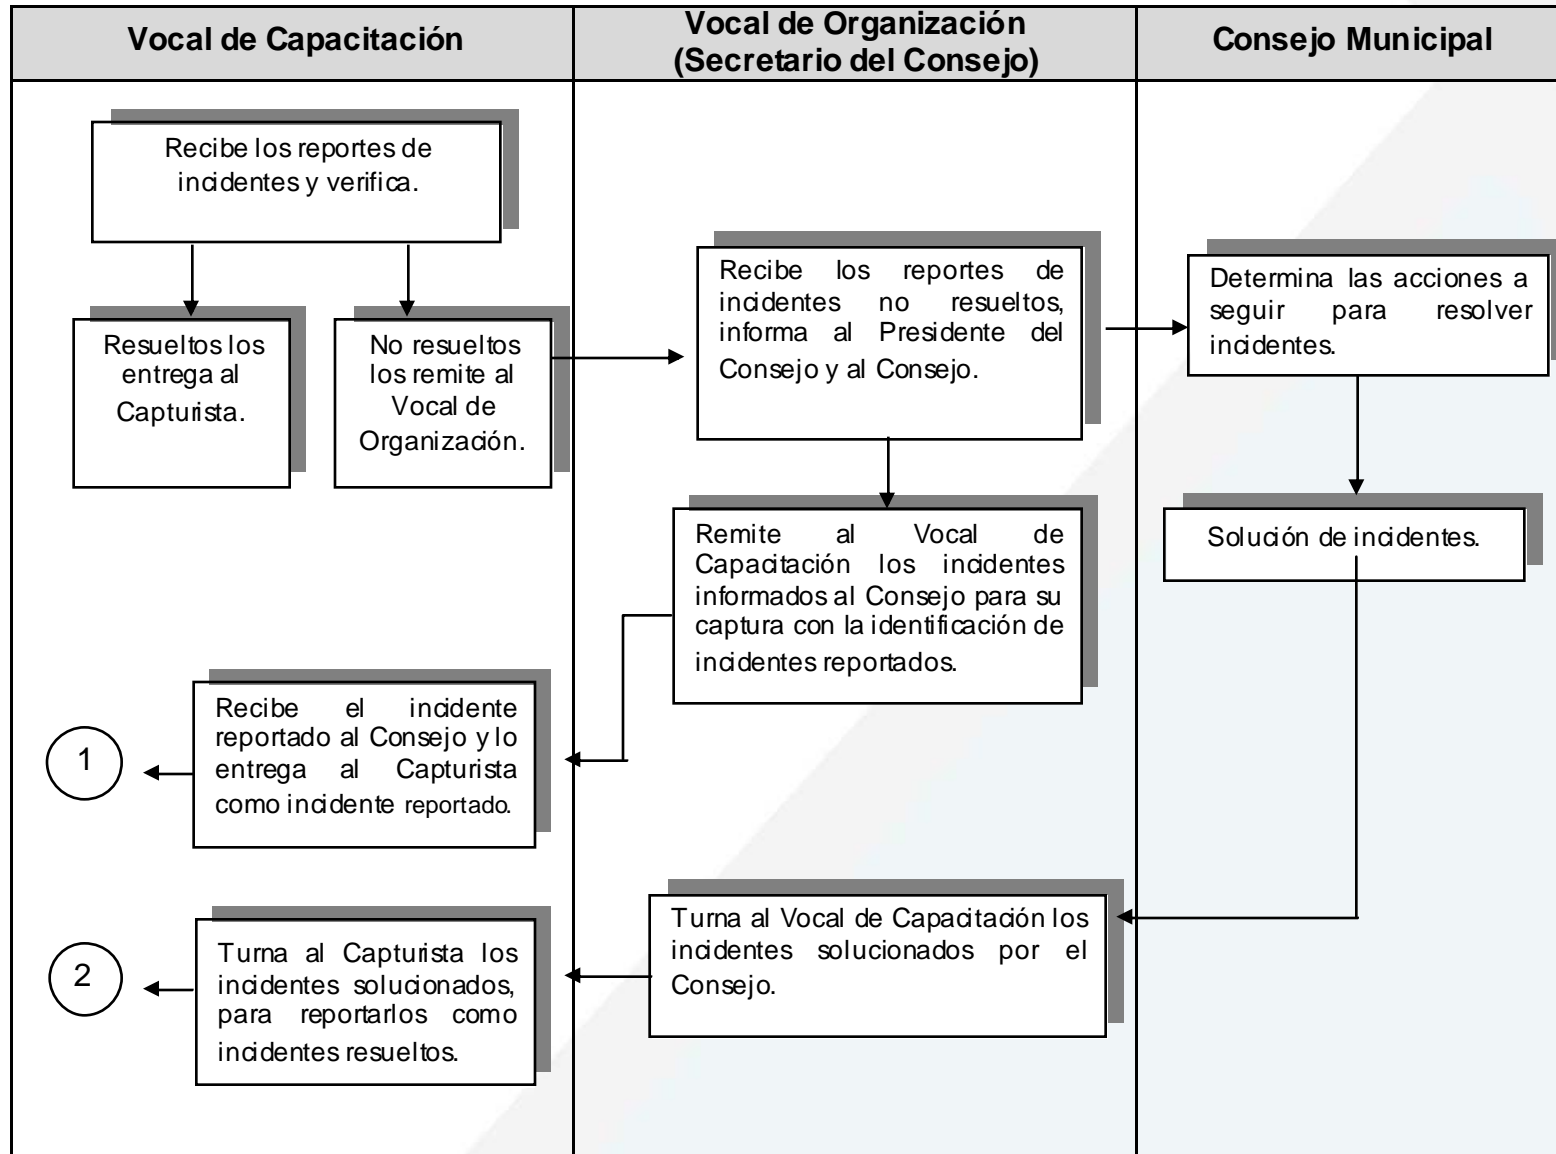 Vocal de Capacitación
Vocal de Organización
(Secretario del Consejo)
Consejo Municipal
Recibe los reportes de
incidentes y verifica.
Resueltos los
entrega al
Capturista.
No resueltos
los remite al
Vocal de
Organización.
Recibe los reportes de
incidentes no resueltos,
informa al Presidente del
Consejo y al Consejo.
Determina las acciones a
seguir para resolver
incidentes.
Remite al Vocal de
Capacitación los incidentes
informados al Consejo para su
captura con la identificación de
incidentes reportados.
Solución de incidentes.
Recibe el incidente
reportado al Consejo y lo
entrega al Capturista
como incidente reportado.
1
Turna al Vocal de Capacitación los
incidentes solucionados por el
Consejo.
Turna al Capturista los
incidentes solucionados,
para reportarlos como
incidentes resueltos.
2